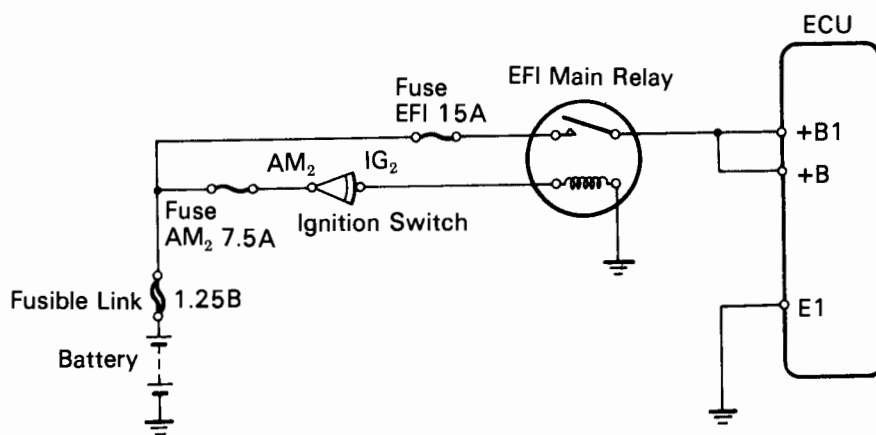 ECU
EFI Main Relay
Fuse
EFI 15A
+B1
AM₂
IG₂
+B
Fuse
AM₂ 7.5A
Ignition Switch
Fusible Link
1.25B
E1
Battery